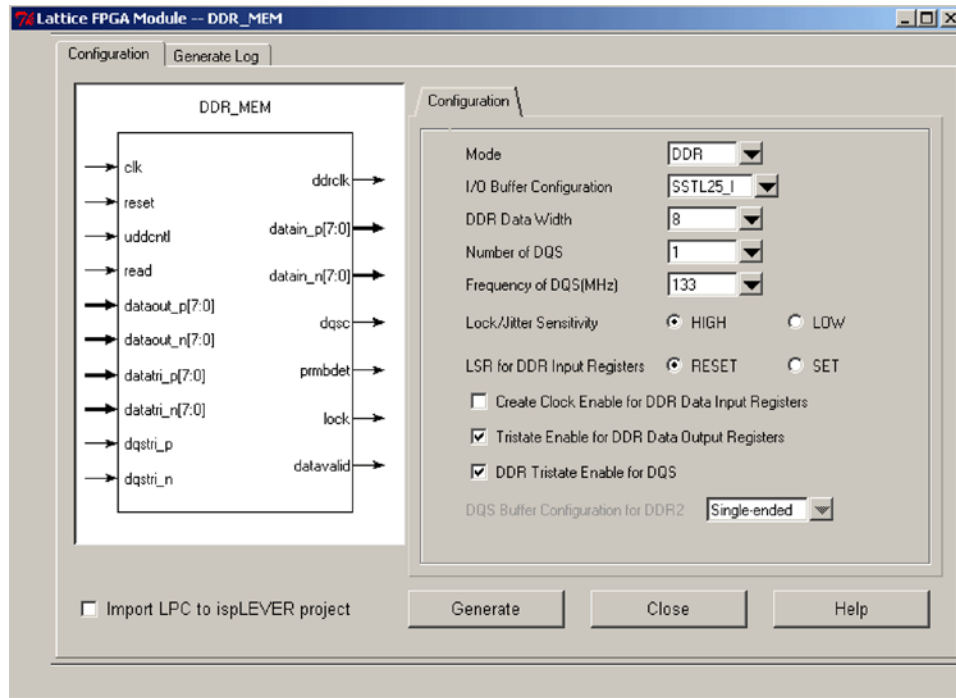 Lattice FPGA Module -- DDR_MEM
Configuration
Generate Log
DDR_MEM
clk
reset
uddcntl
read
dataout_p[7:0]
dataout_n[7:0]
datatri_p[7:0]
datatri_n[7:0]
dqstri_p
dqstri_n
ddrclk
datain_p[7:0]
datain_n[7:0]
dqsc
prmbdet
lock
datavalid
Configuration
Mode DDR
I/O Buffer Configuration SSTL25_I
DDR Data Width 8
Number of DQS 1
Frequency of DQS(MHz) 133
Lock/Jitter Sensitivity HIGH LOW
LSR for DDR Input Registers RESET SET
Create Clock Enable for DDR Data Input Registers
Tristate Enable for DDR Data Output Registers
DDR Tristate Enable for DQS
DQS Buffer Configuration for DDR2 Single-ended
Import LPC to ispLEVER project
Generate Close Help